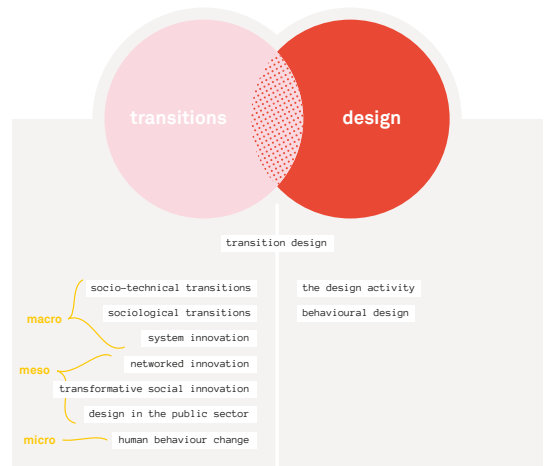 transitions
design
transition design
socio-technical transitions
the design activity
sociological transitions
behavioural design
macro
system innovation
networked innovation
meso
transformative social innovation
design in the public sector
micro
human behaviour change